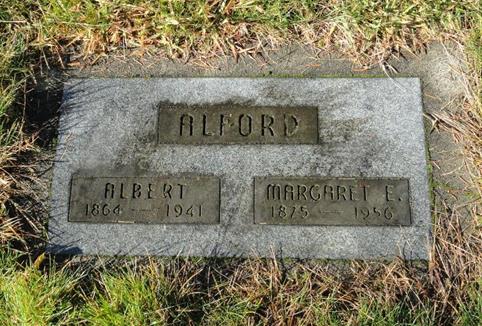 ALFORD
ALBERT
1864 — 1941
MARGARET E.
1875 — 1956